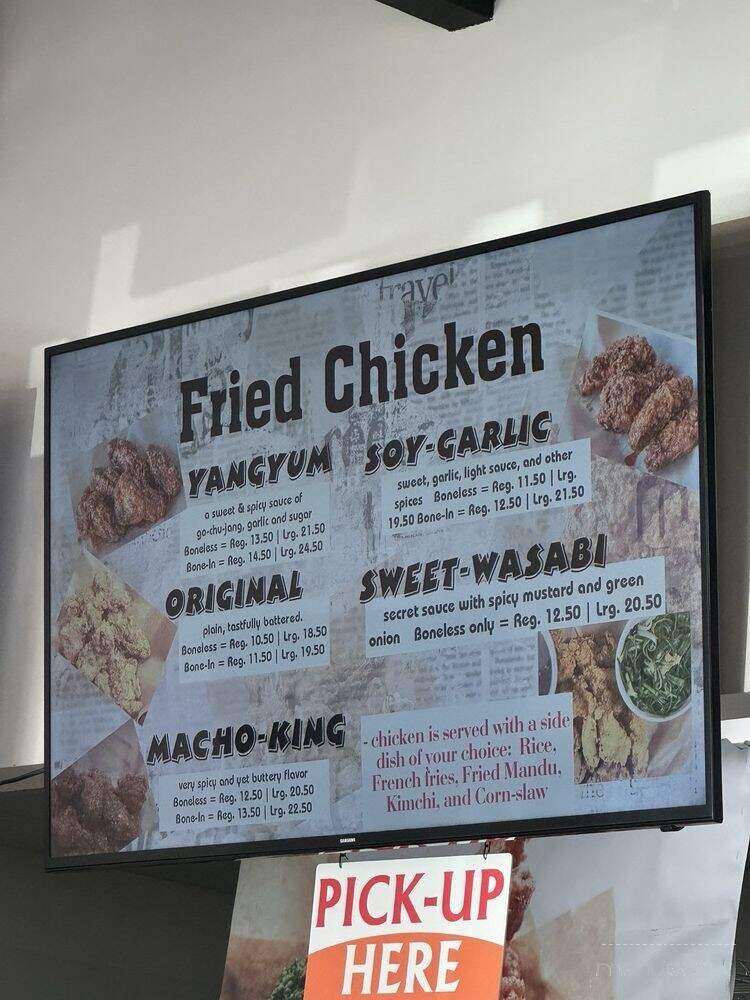 travel
Fried Chicken
YANGYUM
a sweet & spicy sauce of
go-chu-jang, garlic and sugar
Boneless = Reg. 13.50 | Lrg. 21.50
Bone-In = Reg. 14.50 | Lrg. 24.50
SOY-GARLIC
sweet, garlic, light sauce, and other
spices Boneless = Reg. 11.50 | Lrg.
19.50 Bone-In = Reg. 12.50 | Lrg. 21.50
ORIGINAL
plain, tastfully battered.
Boneless = Reg. 10.50 | Lrg. 18.50
Bone-In = Reg. 11.50 | Lrg. 19.50
SWEET-WASABI
secret sauce with spicy mustard and green
onion Boneless only = Reg. 12.50 | Lrg. 20.50
MACHO-KING
very spicy and yet buttery flavor
Boneless = Reg. 12.50 | Lrg. 20.50
Bone-In = Reg. 13.50 | Lrg. 22.50
- chicken is served with a side
dish of your choice: Rice,
French fries, Fried Mandu,
Kimchi, and Corn-slaw
SAMSUNG
PICK-UP
HERE